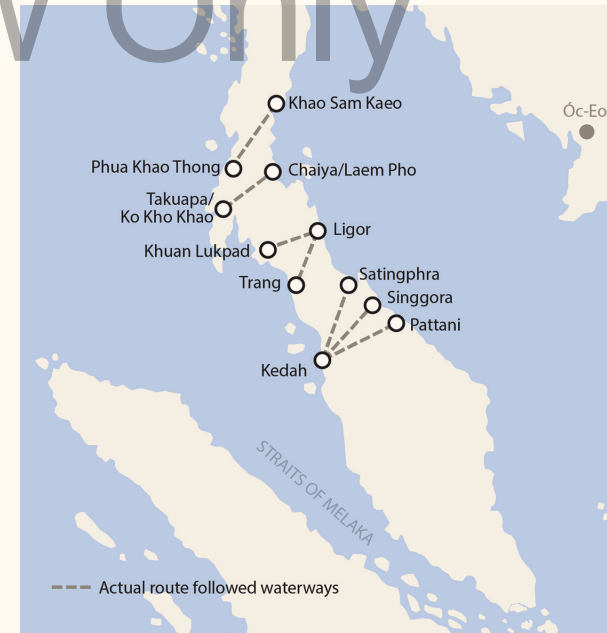 w Only
Khao Sam Kaeo
Óc-Eo
Phua Khao Thong
Chaiya/Laem Pho
Takuapa/
Ko Kho Khao
Ligor
Khuan Lukpad
Satingphra
Trang
Singgora
Pattani
Kedah
STRAITS OF MELAKA
Actual route followed waterways